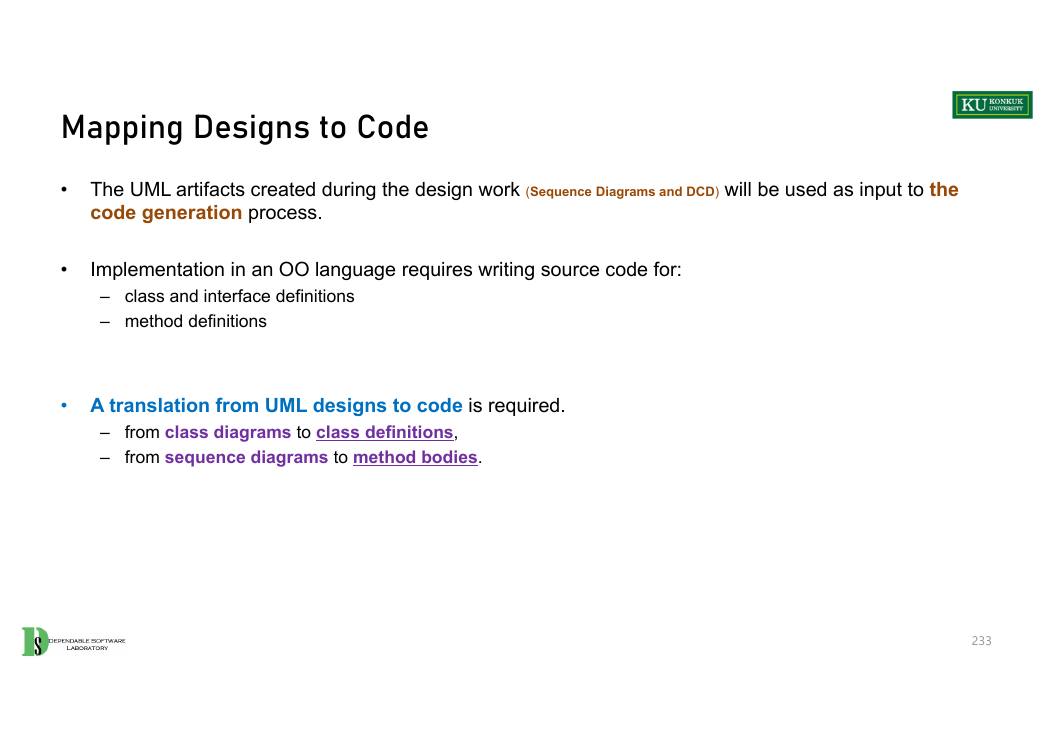 KU KONKUK
UNIVERSITY
Mapping Designs to Code
• The UML artifacts created during the design work (Sequence Diagrams and DCD) will be used as input to the
code generation process.
• Implementation in an OO language requires writing source code for:
– class and interface definitions
– method definitions
• A translation from UML designs to code is required.
– from class diagrams to class definitions,
– from sequence diagrams to method bodies.
DS DEPENDABLE SOFTWARE
LABORATORY
233